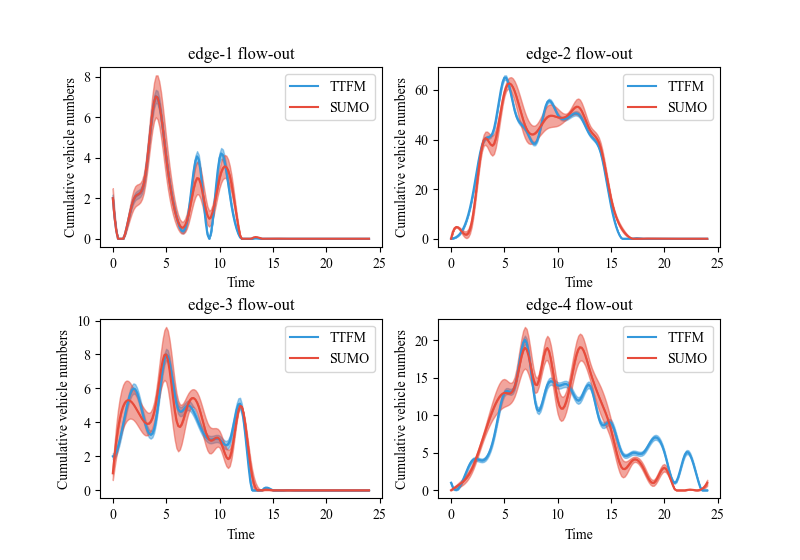 edge-1 flow-out
Cumulative vehicle numbers
8
6
4
2
0
TTFM
SUMO
0 5 10 15 20 25
Time
edge-2 flow-out
Cumulative vehicle numbers
60
40
20
0
TTFM
SUMO
0 5 10 15 20 25
Time
edge-3 flow-out
Cumulative vehicle numbers
10
8
6
4
2
0
TTFM
SUMO
0 5 10 15 20 25
Time
edge-4 flow-out
Cumulative vehicle numbers
20
15
10
5
0
TTFM
SUMO
0 5 10 15 20 25
Time